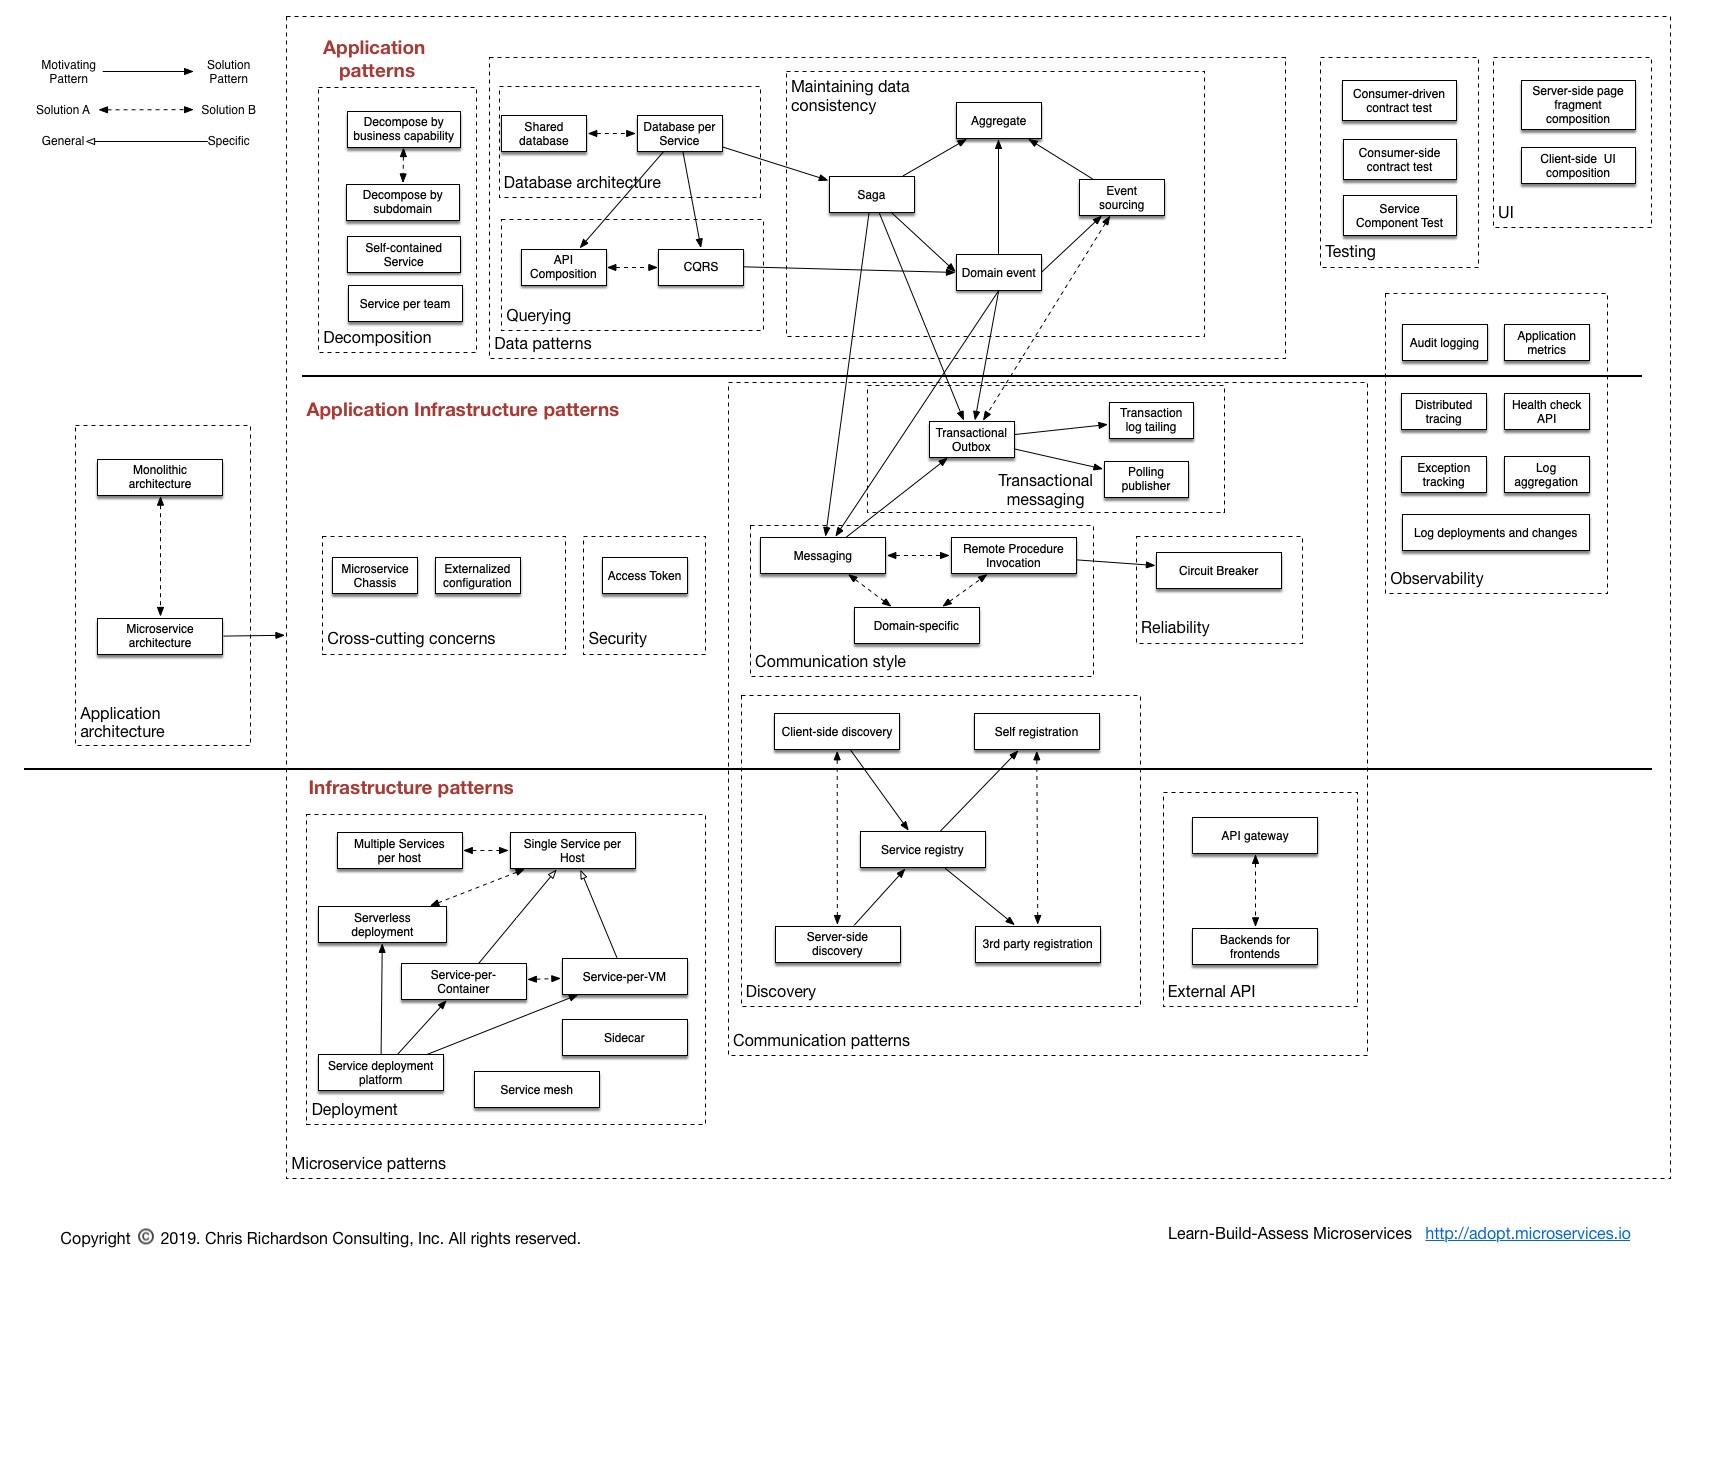 Motivating
Pattern
Solution
Pattern
Solution A
Solution B
General
Specific
Application
patterns
Decompose by
business capability
Decompose by
subdomain
Self-contained
Service
Service per team
Decomposition
Shared
database
Database per
Service
Database architecture
API
Composition
CQRS
Querying
Data patterns
Maintaining data
consistency
Aggregate
Saga
Event
sourcing
Domain event
Consumer-driven
contract test
Consumer-side
contract test
Service
Component Test
Testing
Server-side page
fragment
composition
Client-side UI
composition
UI
Audit logging
Application
metrics
Distributed
tracing
Health check
API
Exception
tracking
Log
aggregation
Log deployments and changes
Observability
Application Infrastructure patterns
Monolithic
architecture
Microservice
architecture
Application
architecture
Microservice
Chassis
Externalized
configuration
Cross-cutting concerns
Access Token
Security
Transactional
Outbox
Transaction
log tailing
Polling
publisher
Transactional
messaging
Messaging
Remote Procedure
Invocation
Domain-specific
Communication style
Circuit Breaker
Reliability
Client-side discovery
Self registration
Service registry
Server-side
discovery
3rd party registration
Discovery
API gateway
Backends for
frontends
External API
Communication patterns
Infrastructure patterns
Multiple Services
per host
Single Service per
Host
Serverless
deployment
Service-per-
Container
Service-per-VM
Sidecar
Service deployment
platform
Service mesh
Deployment
Microservice patterns
Copyright © 2019. Chris Richardson Consulting, Inc. All rights reserved.
Learn-Build-Assess Microservices http://adopt.microservices.io